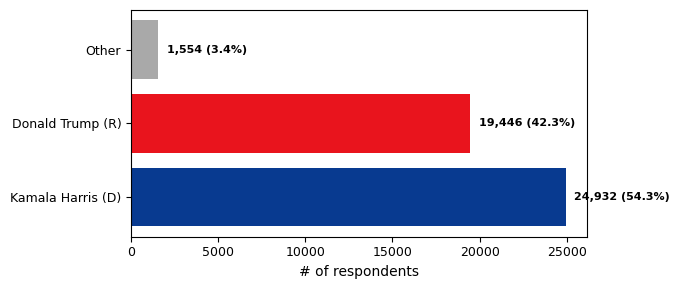 Other
1,554 (3.4%)
Donald Trump (R)
19,446 (42.3%)
Kamala Harris (D)
24,932 (54.3%)
0 5000 10000 15000 20000 25000
# of respondents